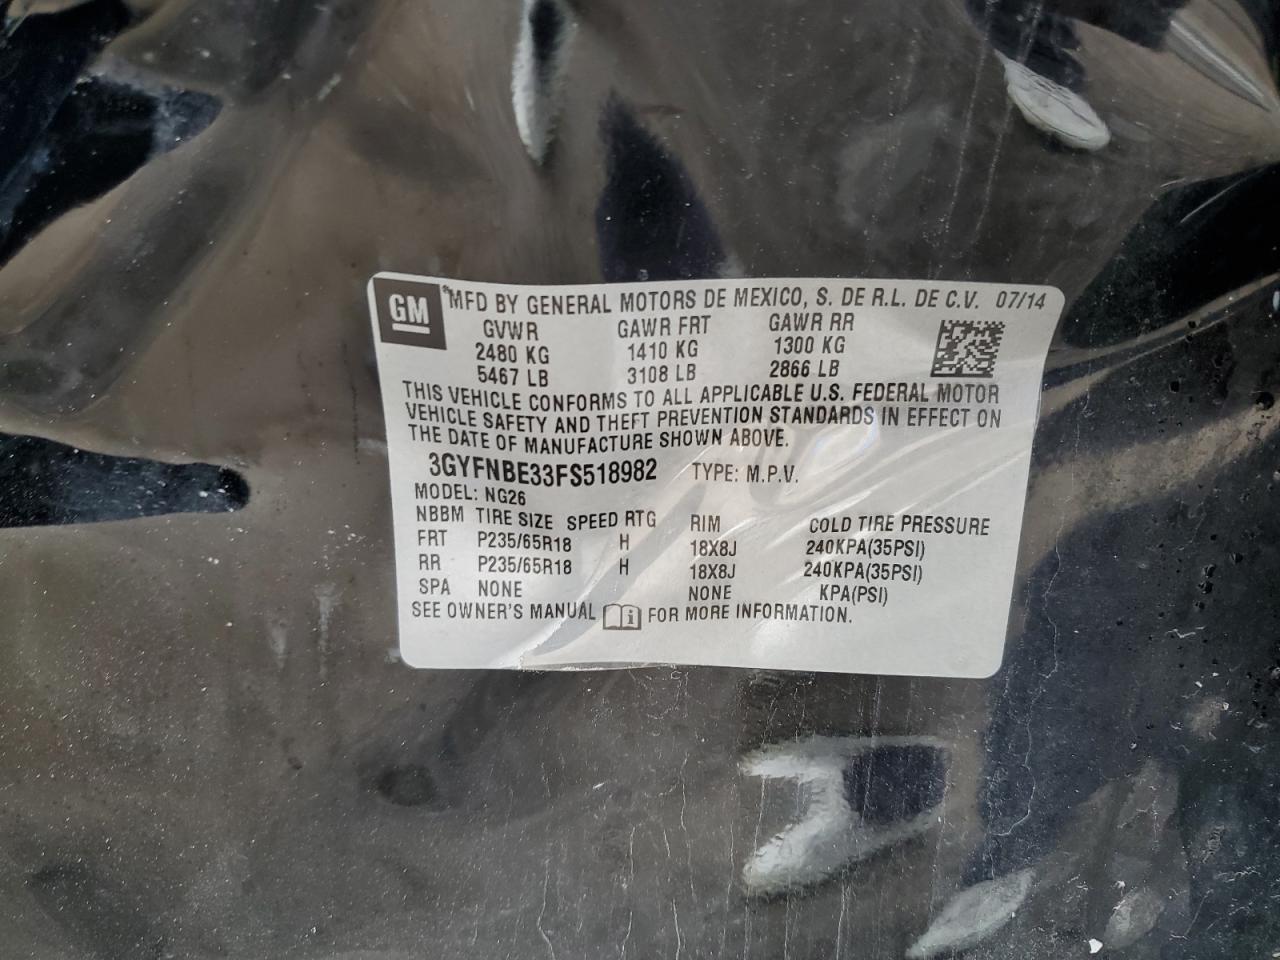 GM
*MFD BY GENERAL MOTORS DE MEXICO, S. DE R.L. DE C.V. 07/14
GVWR GAWR FRT GAWR RR
2480 KG 1410 KG 1300 KG
5467 LB 3108 LB 2866 LB
THIS VEHICLE CONFORMS TO ALL APPLICABLE U.S. FEDERAL MOTOR
VEHICLE SAFETY AND THEFT PREVENTION STANDARDS IN EFFECT ON
THE DATE OF MANUFACTURE SHOWN ABOVE.
3GYFNBE33FS518982 TYPE: M.P.V.
MODEL: NG26
NBBM TIRE SIZE SPEED RTG RIM COLD TIRE PRESSURE
FRT P235/65R18 H 18X8J 240KPA(35PSI)
RR P235/65R18 H 18X8J 240KPA(35PSI)
SPA NONE NONE KPA(PSI)
SEE OWNER'S MANUAL i FOR MORE INFORMATION.